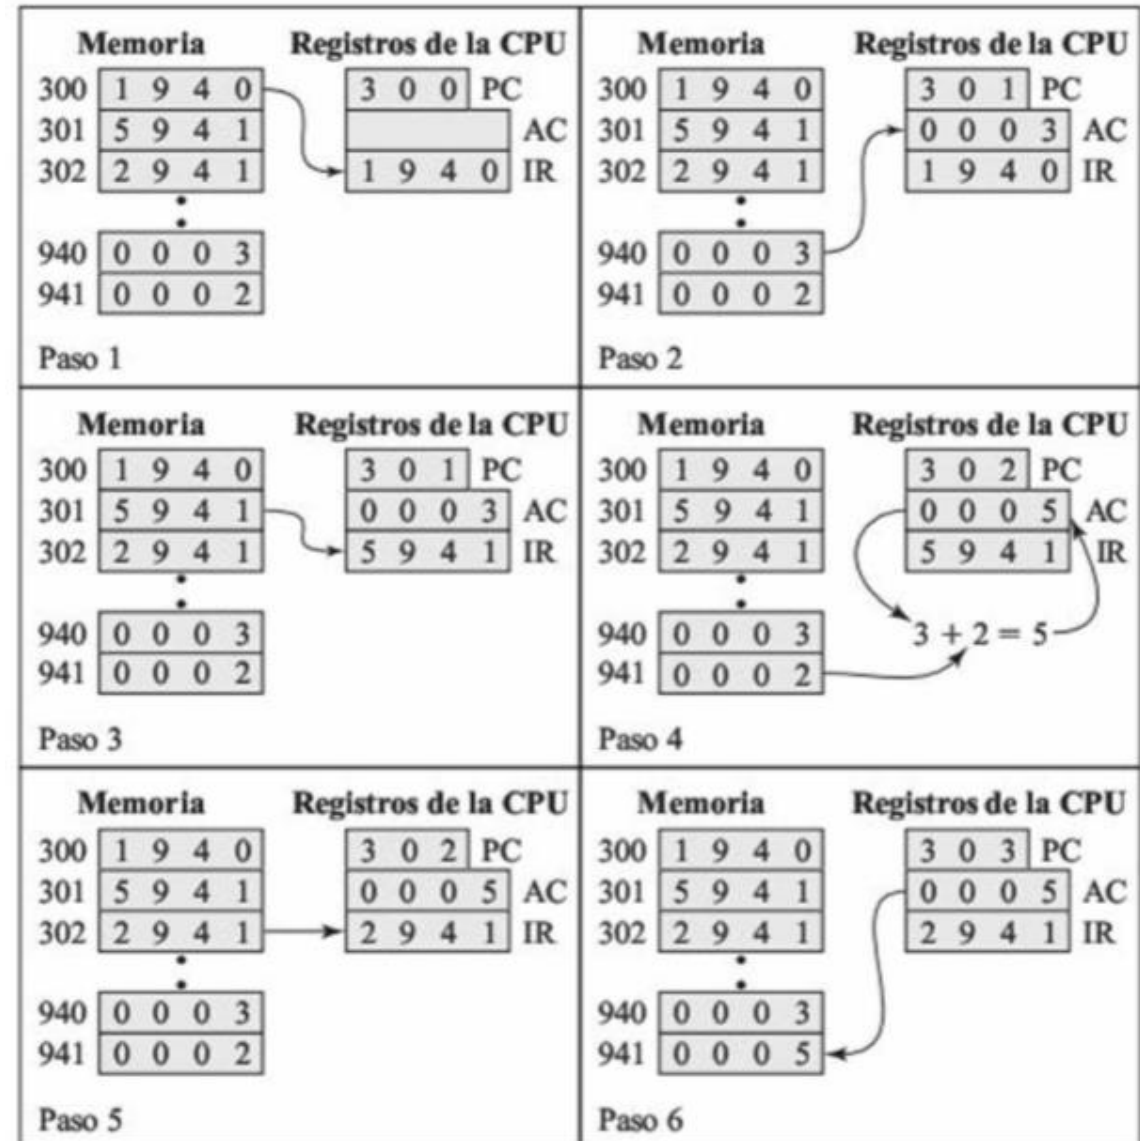 Memoria Registros de la CPU
300 1 9 4 0 3 0 0 PC
301 5 9 4 1 AC
302 2 9 4 1 1 9 4 0 IR
940 0 0 0 3
941 0 0 0 2
Paso 1
Memoria Registros de la CPU
300 1 9 4 0 3 0 1 PC
301 5 9 4 1 0 0 0 3 AC
302 2 9 4 1 1 9 4 0 IR
940 0 0 0 3
941 0 0 0 2
Paso 2
Memoria Registros de la CPU
300 1 9 4 0 3 0 1 PC
301 5 9 4 1 0 0 0 3 AC
302 2 9 4 1 5 9 4 1 IR
940 0 0 0 3
941 0 0 0 2
Paso 3
Memoria Registros de la CPU
300 1 9 4 0 3 0 2 PC
301 5 9 4 1 0 0 0 5 AC
302 2 9 4 1 5 9 4 1 IR
940 0 0 0 3 3 + 2 = 5
941 0 0 0 2
Paso 4
Memoria Registros de la CPU
300 1 9 4 0 3 0 2 PC
301 5 9 4 1 0 0 0 5 AC
302 2 9 4 1 2 9 4 1 IR
940 0 0 0 3
941 0 0 0 2
Paso 5
Memoria Registros de la CPU
300 1 9 4 0 3 0 3 PC
301 5 9 4 1 0 0 0 5 AC
302 2 9 4 1 2 9 4 1 IR
940 0 0 0 3
941 0 0 0 5
Paso 6